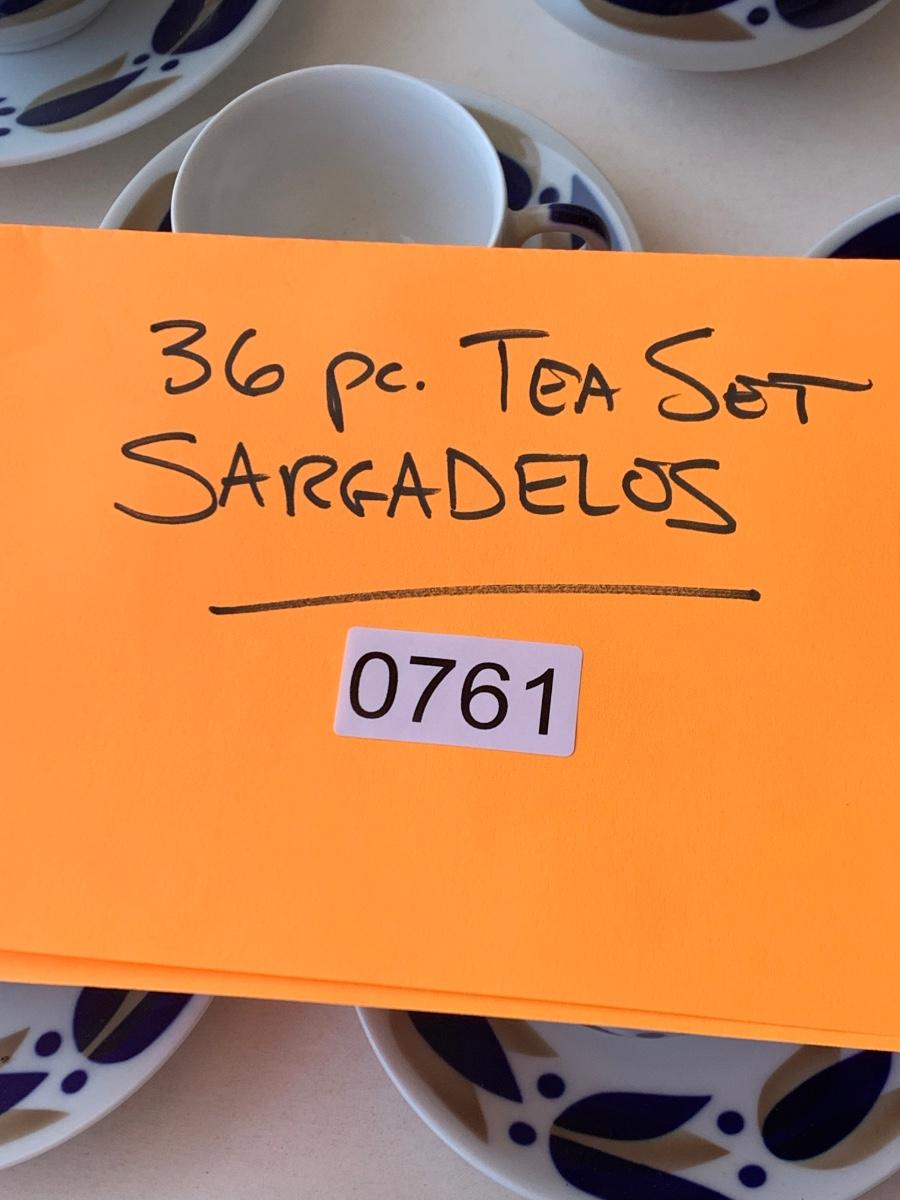 36 pc. Tea Set
SARGADELOS
0761